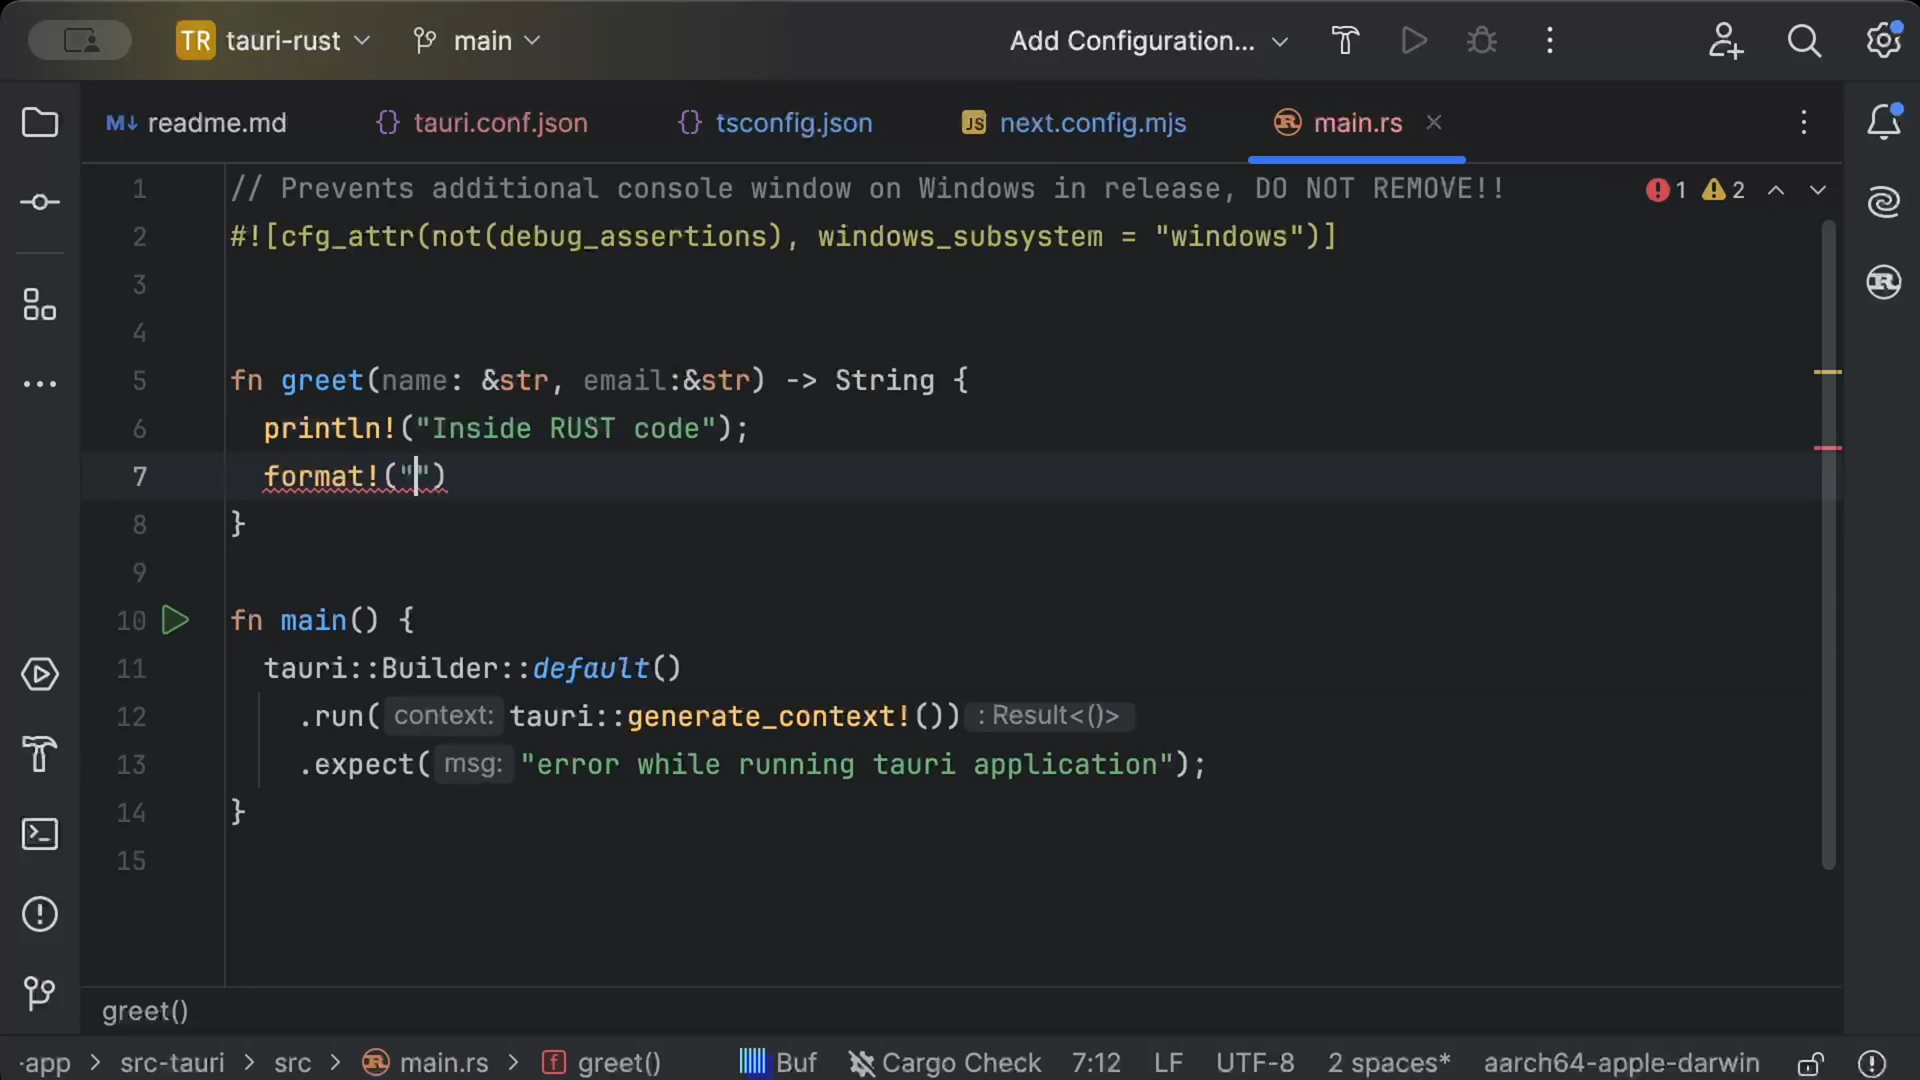 TR tauri-rust main Add Configuration...
M↓ readme.md {} tauri.conf.json {} tsconfig.json JS next.config.mjs main.rs
1 // Prevents additional console window on Windows in release, DO NOT REMOVE!! 1 2
2 #![cfg_attr(not(debug_assertions), windows_subsystem = "windows")]
3
4
5 fn greet(name: &str, email:&str) -> String {
6 println!("Inside RUST code");
7 format!("")
8 }
9
10 fn main() {
11 tauri::Builder::default()
12 .run( context: tauri::generate_context!()) : Result<()>
13 .expect( msg: "error while running tauri application");
14 }
15
greet()
-app > src-tauri > src > main.rs > f greet() Buf Cargo Check 7:12 LF UTF-8 2 spaces* aarch64-apple-darwin